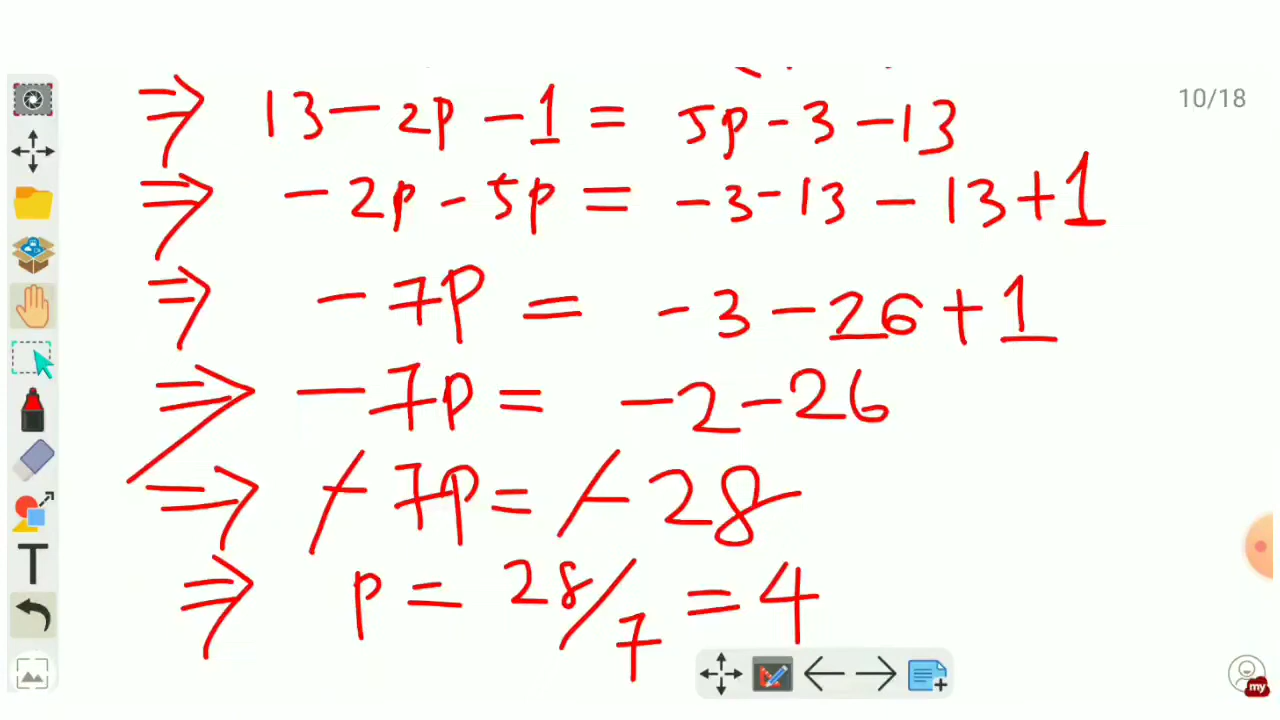 10/18
⇒ 13 - 2p - 1 = 5p - 3 - 13
⇒ - 2p - 5p = - 3 - 13 - 13 + 1
⇒ - 7p = - 3 - 26 + 1
⇒ - 7p = - 2 - 26
⇒ - 7p = - 28
⇒ p = 28/7 = 4
T
my